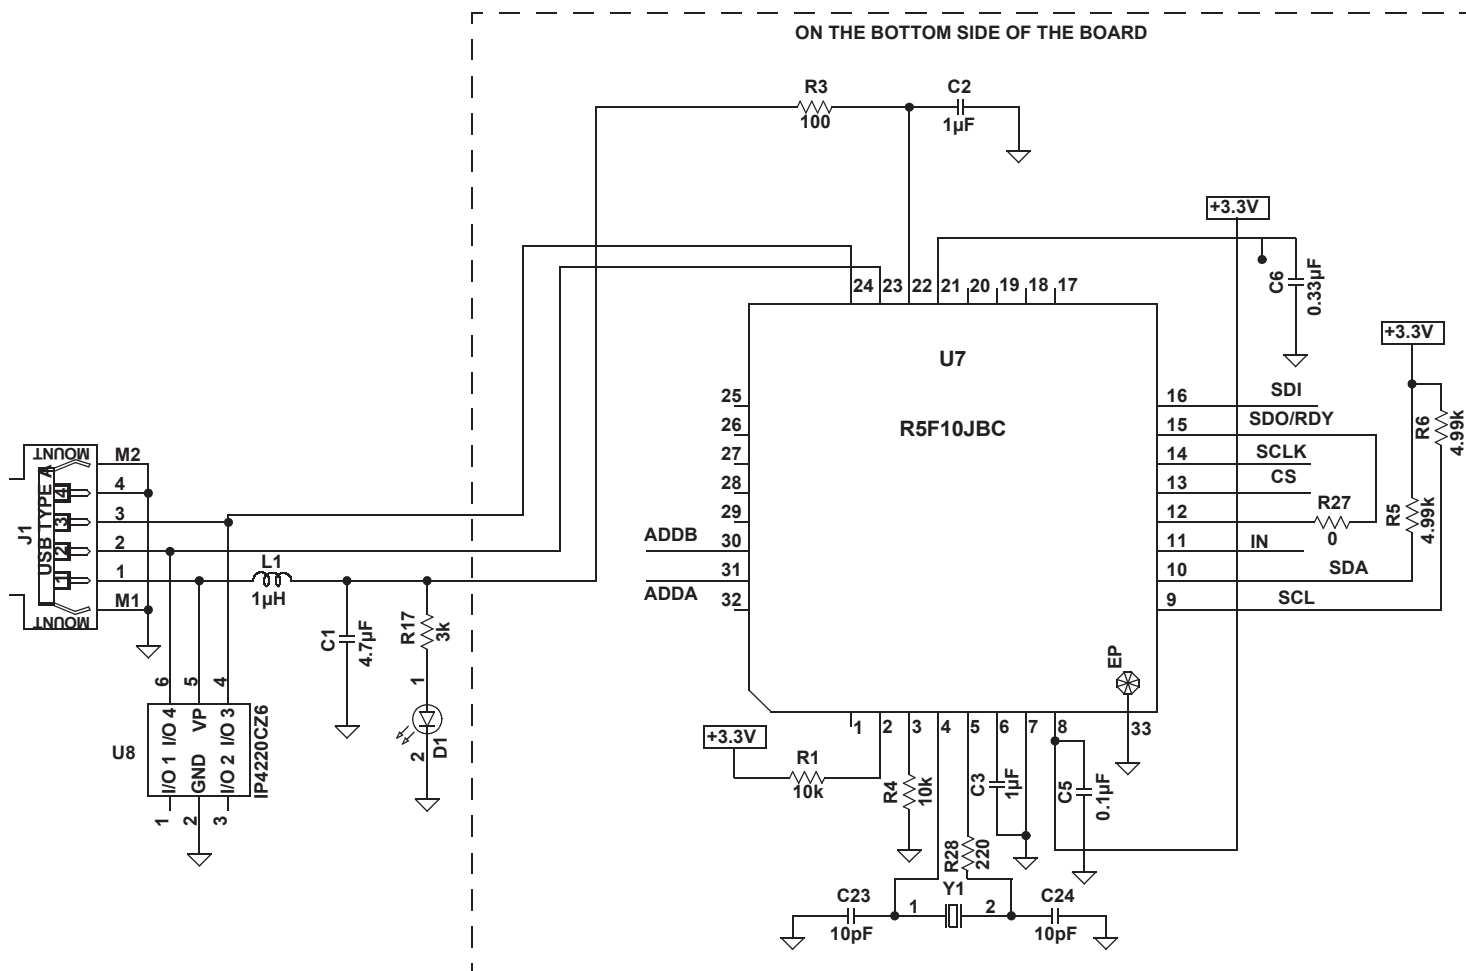 ON THE BOTTOM SIDE OF THE BOARD
R3
100
C2
1µF
+3.3V
C6
0.33µF
+3.3V
24 23 22 21 20 19 18 17
U7
R5F10JBC
25
26
27
28
29
ADDB 30
31
ADDA 32
16 SDI
15 SDO/RDY
14 SCLK
13 CS
12
R27
0
11 IN
10 SDA
9 SCL
R6
4.99k
R5
4.99k
J1
USB TYPE A
MOUNT
MOUNT
4
3
2
1
M2
4
3
2
1
M1
L1
1µH
C1
4.7µF
R17
3k
1
2
D1
6 5 4
I/O 4 VP I/O 3
I/O 1 GND I/O 2
U8
IP4220CZ6
1 2 3
EP
1 2 3 4 5 6 7 8 33
+3.3V
R1
10k
R4
10k
R28
220
C3
1µF
C5
0.1µF
Y1
1 2
C23
10pF
C24
10pF